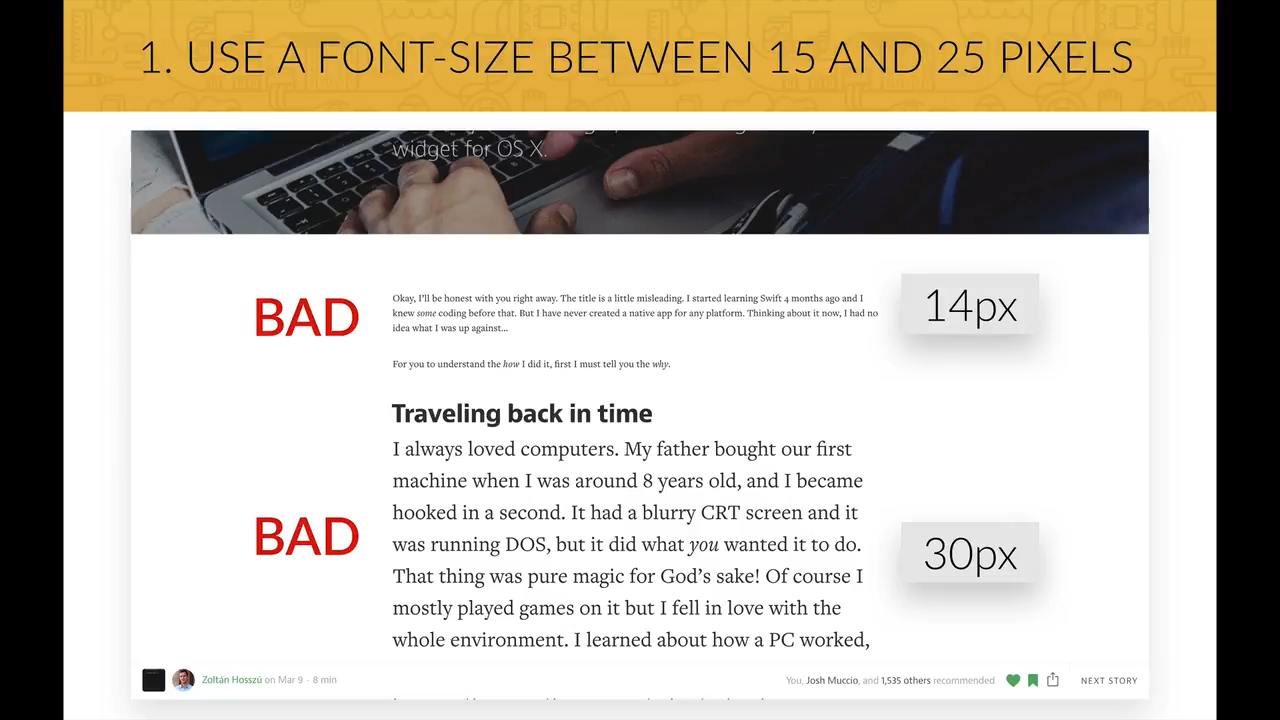 1. USE A FONT-SIZE BETWEEN 15 AND 25 PIXELS
widget for OS X.
BAD
Okay, I'll be honest with you right away. The title is a little misleading. I started learning Swift 4 months ago and I
knew some coding before that. But I have never created a native app for any platform. Thinking about it now, I had no
idea what I was up against...
14px
For you to understand the how I did it, first I must tell you the why.
Traveling back in time
I always loved computers. My father bought our first
machine when I was around 8 years old, and I became
hooked in a second. It had a blurry CRT screen and it
was running DOS, but it did what you wanted it to do.
That thing was pure magic for God's sake! Of course I
mostly played games on it but I fell in love with the
whole environment. I learned about how a PC worked,
BAD
30px
Zoltán Hosszú on Mar 9 · 8 min
You, Josh Muccio, and 1,535 others recommended
NEXT STORY